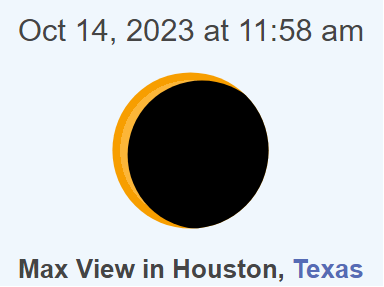 Oct 14, 2023 at 11:58 am
Max View in Houston, Texas